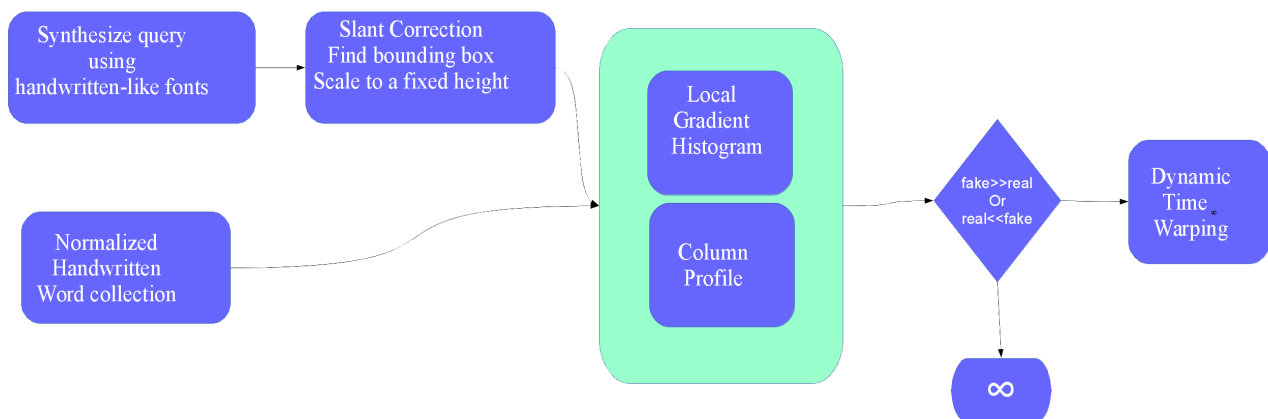 Synthesize query
using
handwritten-like fonts
Slant Correction
Find bounding box
Scale to a fixed height
Normalized
Handwritten
Word collection
Local
Gradient
Histogram
Column
Profile
fake>>real
Or
real<<fake
Dynamic
Time
∞
Warping
∞